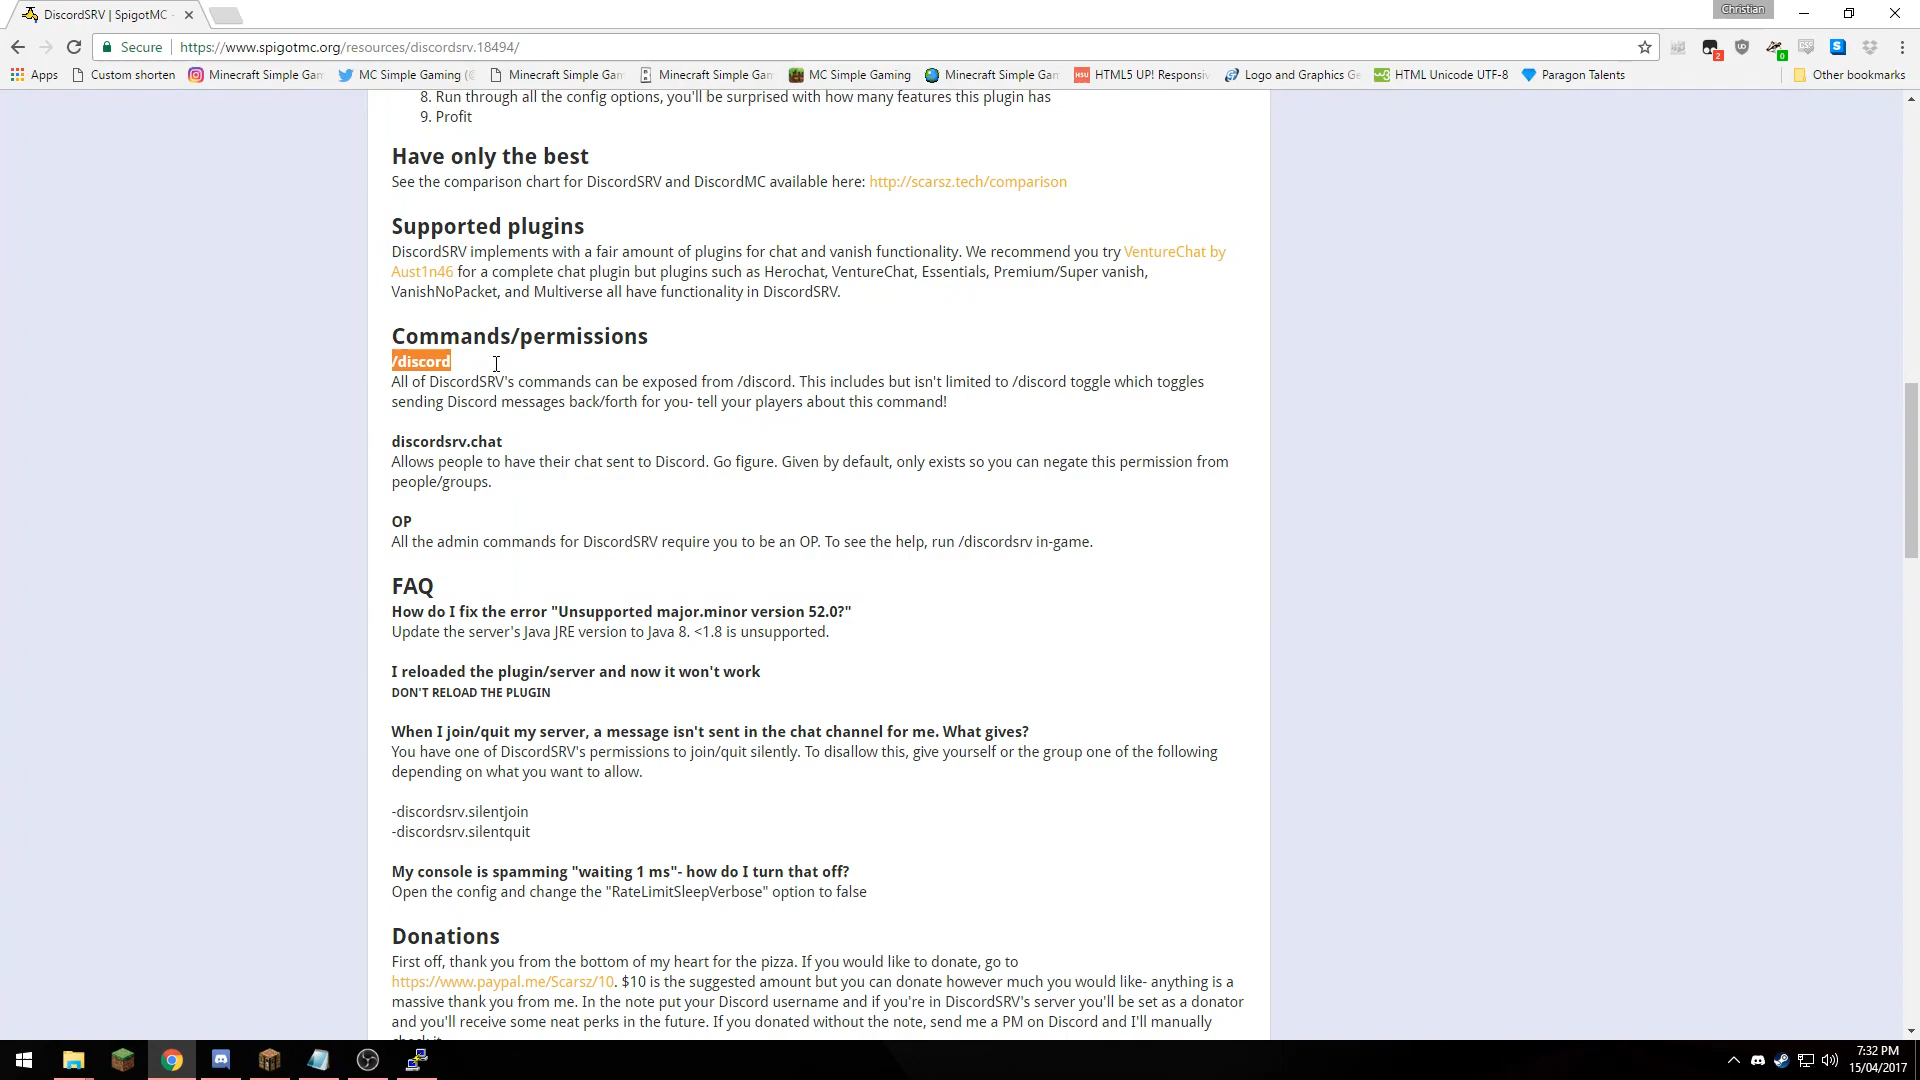 DiscordSRV | SpigotMC
Christian
Secure
https://www.spigotmc.org/resources/discordsrv.18494/
2
0
Apps
Custom shorten
Minecraft Simple Gam
MC Simple Gaming (
Minecraft Simple Gam
Minecraft Simple Gam
MC Simple Gaming
Minecraft Simple Gam
HTML5 UP! Responsiv
Logo and Graphics Ge
HTML Unicode UTF-8
Paragon Talents
Other bookmarks
8. Run through all the config options, you'll be surprised with how many features this plugin has
9. Profit
Have only the best
See the comparison chart for DiscordSRV and DiscordMC available here: http://scarsz.tech/comparison
Supported plugins
DiscordSRV implements with a fair amount of plugins for chat and vanish functionality. We recommend you try VentureChat by
Aust1n46 for a complete chat plugin but plugins such as Herochat, VentureChat, Essentials, Premium/Super vanish,
VanishNoPacket, and Multiverse all have functionality in DiscordSRV.
Commands/permissions
/discord
All of DiscordSRV's commands can be exposed from /discord. This includes but isn't limited to /discord toggle which toggles
sending Discord messages back/forth for you- tell your players about this command!
discordsrv.chat
Allows people to have their chat sent to Discord. Go figure. Given by default, only exists so you can negate this permission from
people/groups.
OP
All the admin commands for DiscordSRV require you to be an OP. To see the help, run /discordsrv in-game.
FAQ
How do I fix the error "Unsupported major.minor version 52.0?"
Update the server's Java JRE version to Java 8. <1.8 is unsupported.
I reloaded the plugin/server and now it won't work
DON'T RELOAD THE PLUGIN
When I join/quit my server, a message isn't sent in the chat channel for me. What gives?
You have one of DiscordSRV's permissions to join/quit silently. To disallow this, give yourself or the group one of the following
depending on what you want to allow.
-discordsrv.silentjoin
-discordsrv.silentquit
My console is spamming "waiting 1 ms"- how do I turn that off?
Open the config and change the "RateLimitSleepVerbose" option to false
Donations
First off, thank you from the bottom of my heart for the pizza. If you would like to donate, go to
https://www.paypal.me/Scarsz/10. $10 is the suggested amount but you can donate however much you would like- anything is a
massive thank you from me. In the note put your Discord username and if you're in DiscordSRV's server you'll be set as a donator
and you'll receive some neat perks in the future. If you donated without the note, send me a PM on Discord and I'll manually
check it
7:32 PM
15/04/2017